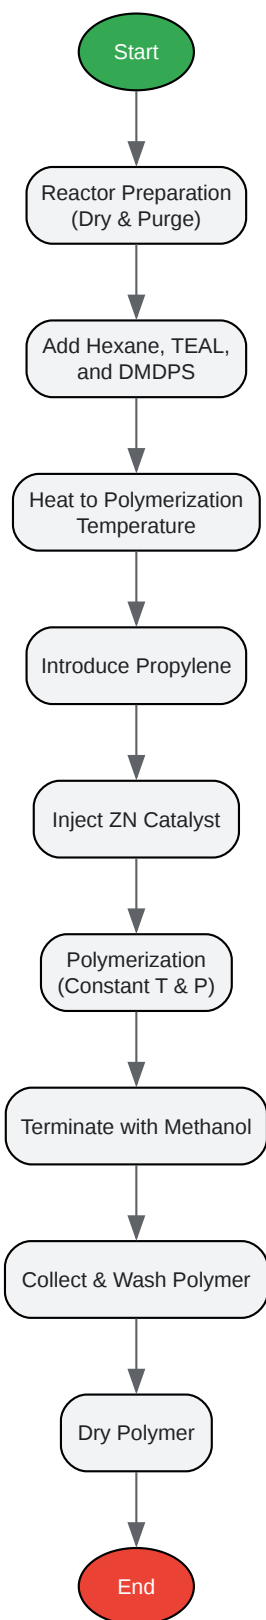 Start
Reactor Preparation
(Dry & Purge)
Add Hexane, TEAL,
and DMDPS
Heat to Polymerization
Temperature
Introduce Propylene
Inject ZN Catalyst
Polymerization
(Constant T & P)
Terminate with Methanol
Collect & Wash Polymer
Dry Polymer
End